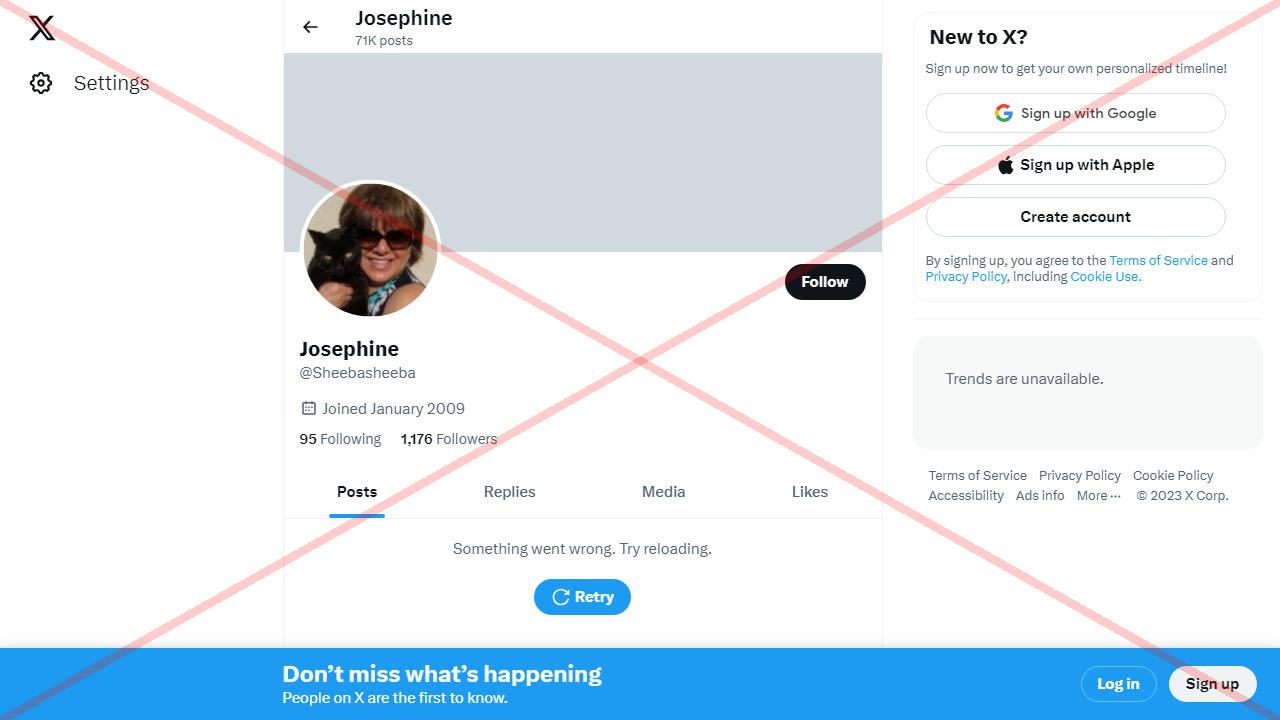 Settings
Josephine
71K posts
Follow
Josephine
@Sheebasheeba
Joined January 2009
95 Following 1,176 Followers
Posts Replies Media Likes
Something went wrong. Try reloading.
Retry
New to X?
Sign up now to get your own personalized timeline!
Sign up with Google
Sign up with Apple
Create account
By signing up, you agree to the Terms of Service and
Privacy Policy, including Cookie Use.
Trends are unavailable.
Terms of Service Privacy Policy Cookie Policy
Accessibility Ads info More ··· © 2023 X Corp.
Don’t miss what’s happening
People on X are the first to know.
Log in Sign up